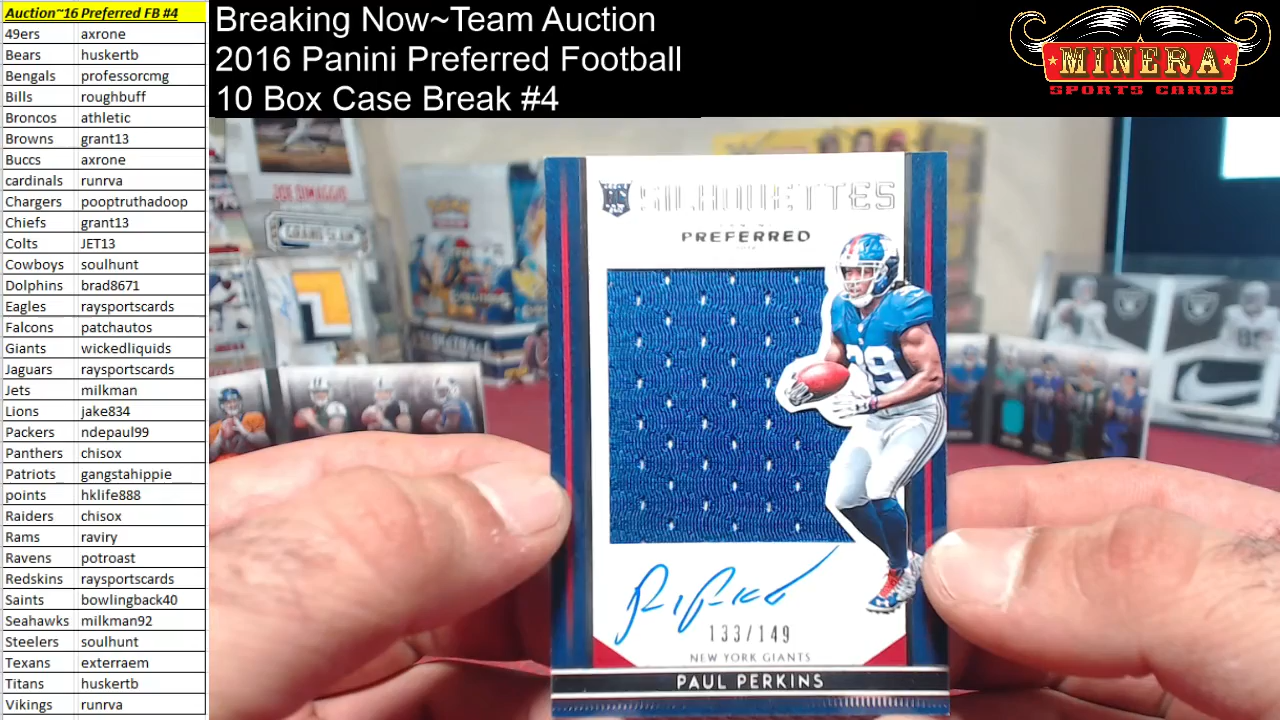 Auction~16 Preferred FB #4
49ers axrone
Bears huskertb
Bengals professorcmg
Bills roughbuff
Broncos athletic
Browns grant13
Buccs axrone
cardinals runrva
Chargers pooptruthadoop
Chiefs grant13
Colts JET13
Cowboys soulhunt
Dolphins brad8671
Eagles raysportscards
Falcons patchautos
Giants wickedliquids
Jaguars raysportscards
Jets milkman
Lions jake834
Packers ndepaul99
Panthers chisox
Patriots gangstahippie
points hklife888
Raiders chisox
Rams raviry
Ravens potroast
Redskins raysportscards
Saints bowlingback40
Seahawks milkman92
Steelers soulhunt
Texans exterraem
Titans huskertb
Vikings runrva
Breaking Now~Team Auction
2016 Panini Preferred Football
10 Box Case Break #4
MINERA
SPORTS CARDS
GRAND SLAM
SILHOUETTES
PREFERRED
133/149
NEW YORK GIANTS
PAUL PERKINS